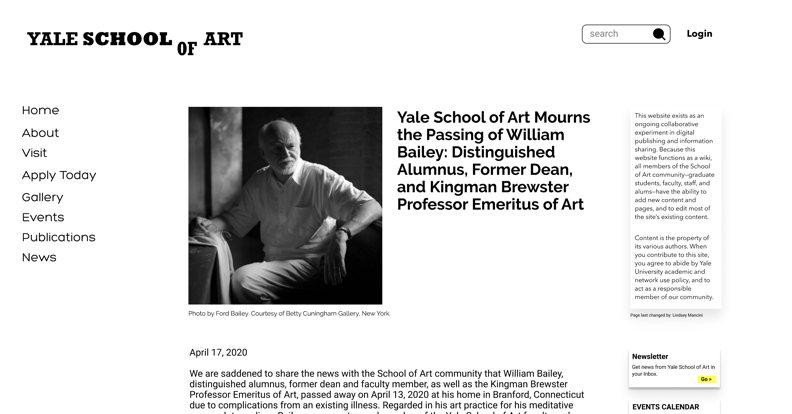 YALE SCHOOL OF ART
search
Login
Home
About
Visit
Apply Today
Gallery
Events
Publications
News
Yale School of Art Mourns
the Passing of William
Bailey: Distinguished
Alumnus, Former Dean,
and Kingman Brewster
Professor Emeritus of Art
Photo by Ford Bailey. Courtesy of Betty Cuningham Gallery. New York.
April 17, 2020
We are saddened to share the news with the School of Art community that William Bailey,
distinguished alumnus, former dean and faculty member, as well as the Kingman Brewster
Professor Emeritus of Art, passed away on April 13, 2020 at his home in Branford, Connecticut
due to complications from an existing illness. Regarded in his art practice for his meditative
This website exists as an
ongoing collaborative
experiment in digital
publishing and information
sharing. Because this
website functions as a wiki,
all members of the School
of Art community—graduate
students, faculty, staff, and
alums—have the ability to
add new content and
pages, and to edit most of
the site's existing content.
Content is the property of
its various authors. When
you contribute to this site,
you agree to abide by Yale
University academic and
network use policy, and to
act as a responsible
member of our community.
Page last changed by: Lindsey Mancini
Newsletter
Get news from Yale School of Art in
your Inbox.
Go >
EVENTS CALENDAR